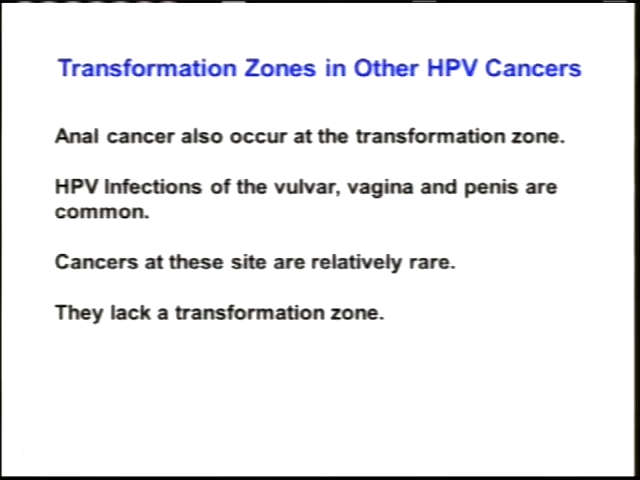 Transformation Zones in Other HPV Cancers
Anal cancer also occur at the transformation zone.
HPV Infections of the vulvar, vagina and penis are
common.
Cancers at these site are relatively rare.
They lack a transformation zone.